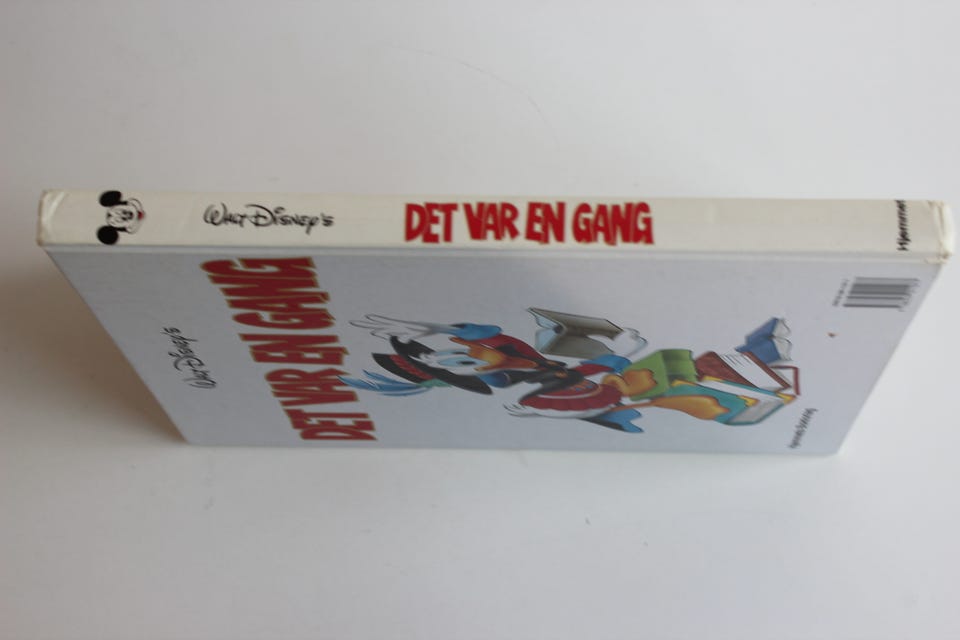 WALT DISNEY'S
DET VAR EN GANG
Hjemmet
Walt Disney's
DET VAR EN GANG